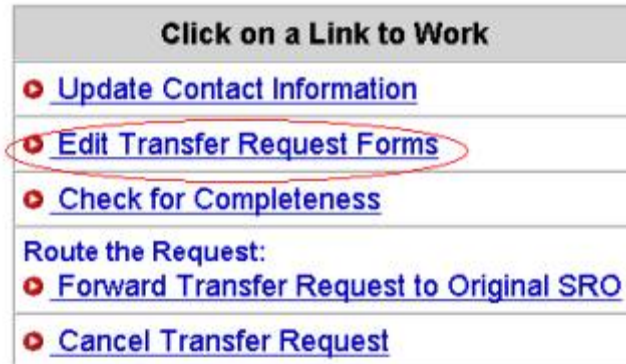 Click on a Link to Work
Update Contact Information
Edit Transfer Request Forms
Check for Completeness
Route the Request:
Forward Transfer Request to Original SRO
Cancel Transfer Request